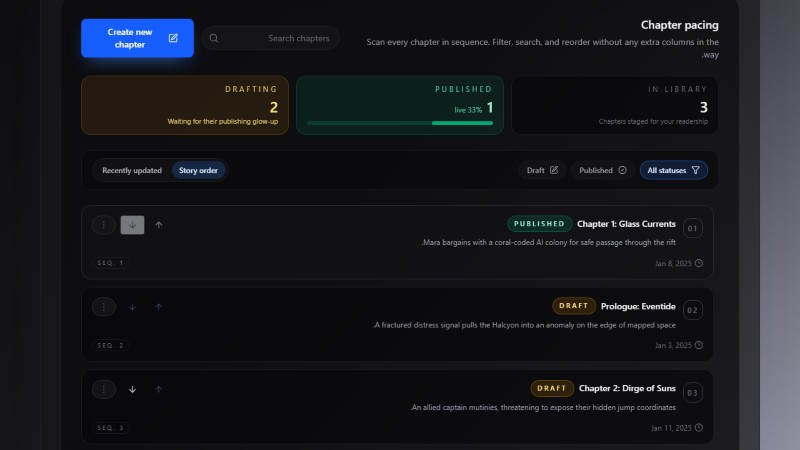 Chapter pacing
Scan every chapter in sequence. Filter, search, and reorder without any extra columns in the
.way
Search chapters
Create new
chapter
IN LIBRARY
3
Chapters staged for your readership
PUBLISHED
live 33% 1
DRAFTING
2
Waiting for their publishing glow-up
All statuses
Published
Draft
Story order
Recently updated
01
Chapter 1: Glass Currents
PUBLISHED
.Mara bargains with a coral-coded AI colony for safe passage through the rift
Jan 8, 2025
SEQ. 1
02
Prologue: Eventide
DRAFT
.A fractured distress signal pulls the Halcyon into an anomaly on the edge of mapped space
Jan 3, 2025
SEQ. 2
03
Chapter 2: Dirge of Suns
DRAFT
.An allied captain mutinies, threatening to expose their hidden jump coordinates
Jan 11, 2025
SEQ. 3